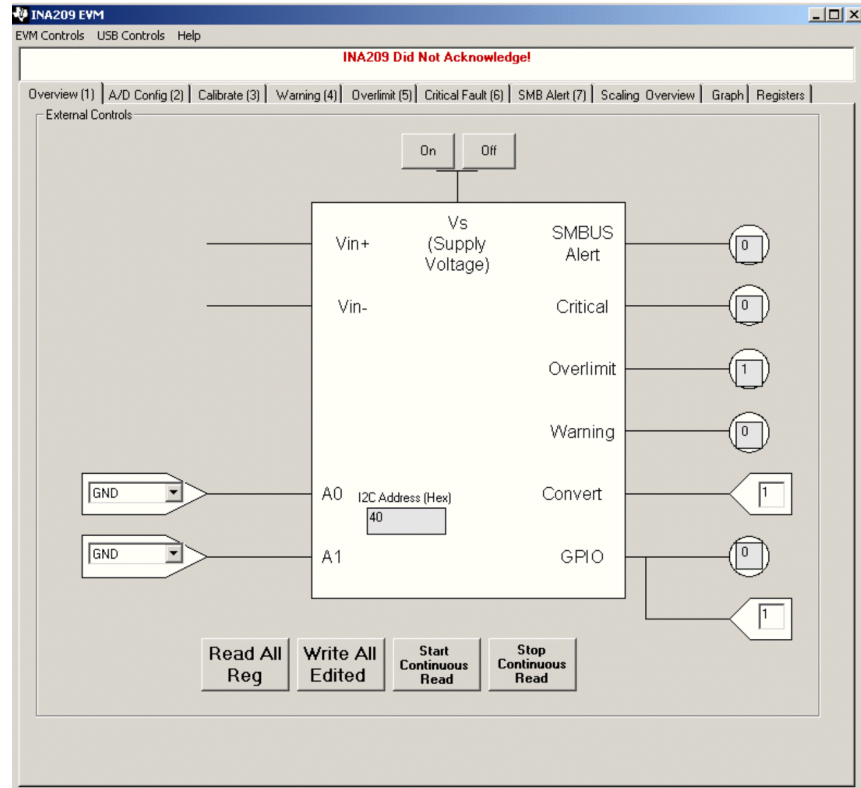 INA209 EVM
EVM Controls USB Controls Help
INA209 Did Not Acknowledge!
Overview (1) A/D Config (2) Calibrate (3) Warning (4) Overlimit (5) Critical Fault (6) SMB Alert (7) Scaling Overview Graph Registers
External Controls
On Off
Vs
(Supply
Voltage)
Vin+
SMBUS
Alert
0
Vin-
Critical
0
Overlimit
1
Warning
0
GND
A0
I2C Address (Hex)
40
Convert
1
GND
A1
GPIO
0
1
Read All
Reg
Write All
Edited
Start
Continuous
Read
Stop
Continuous
Read